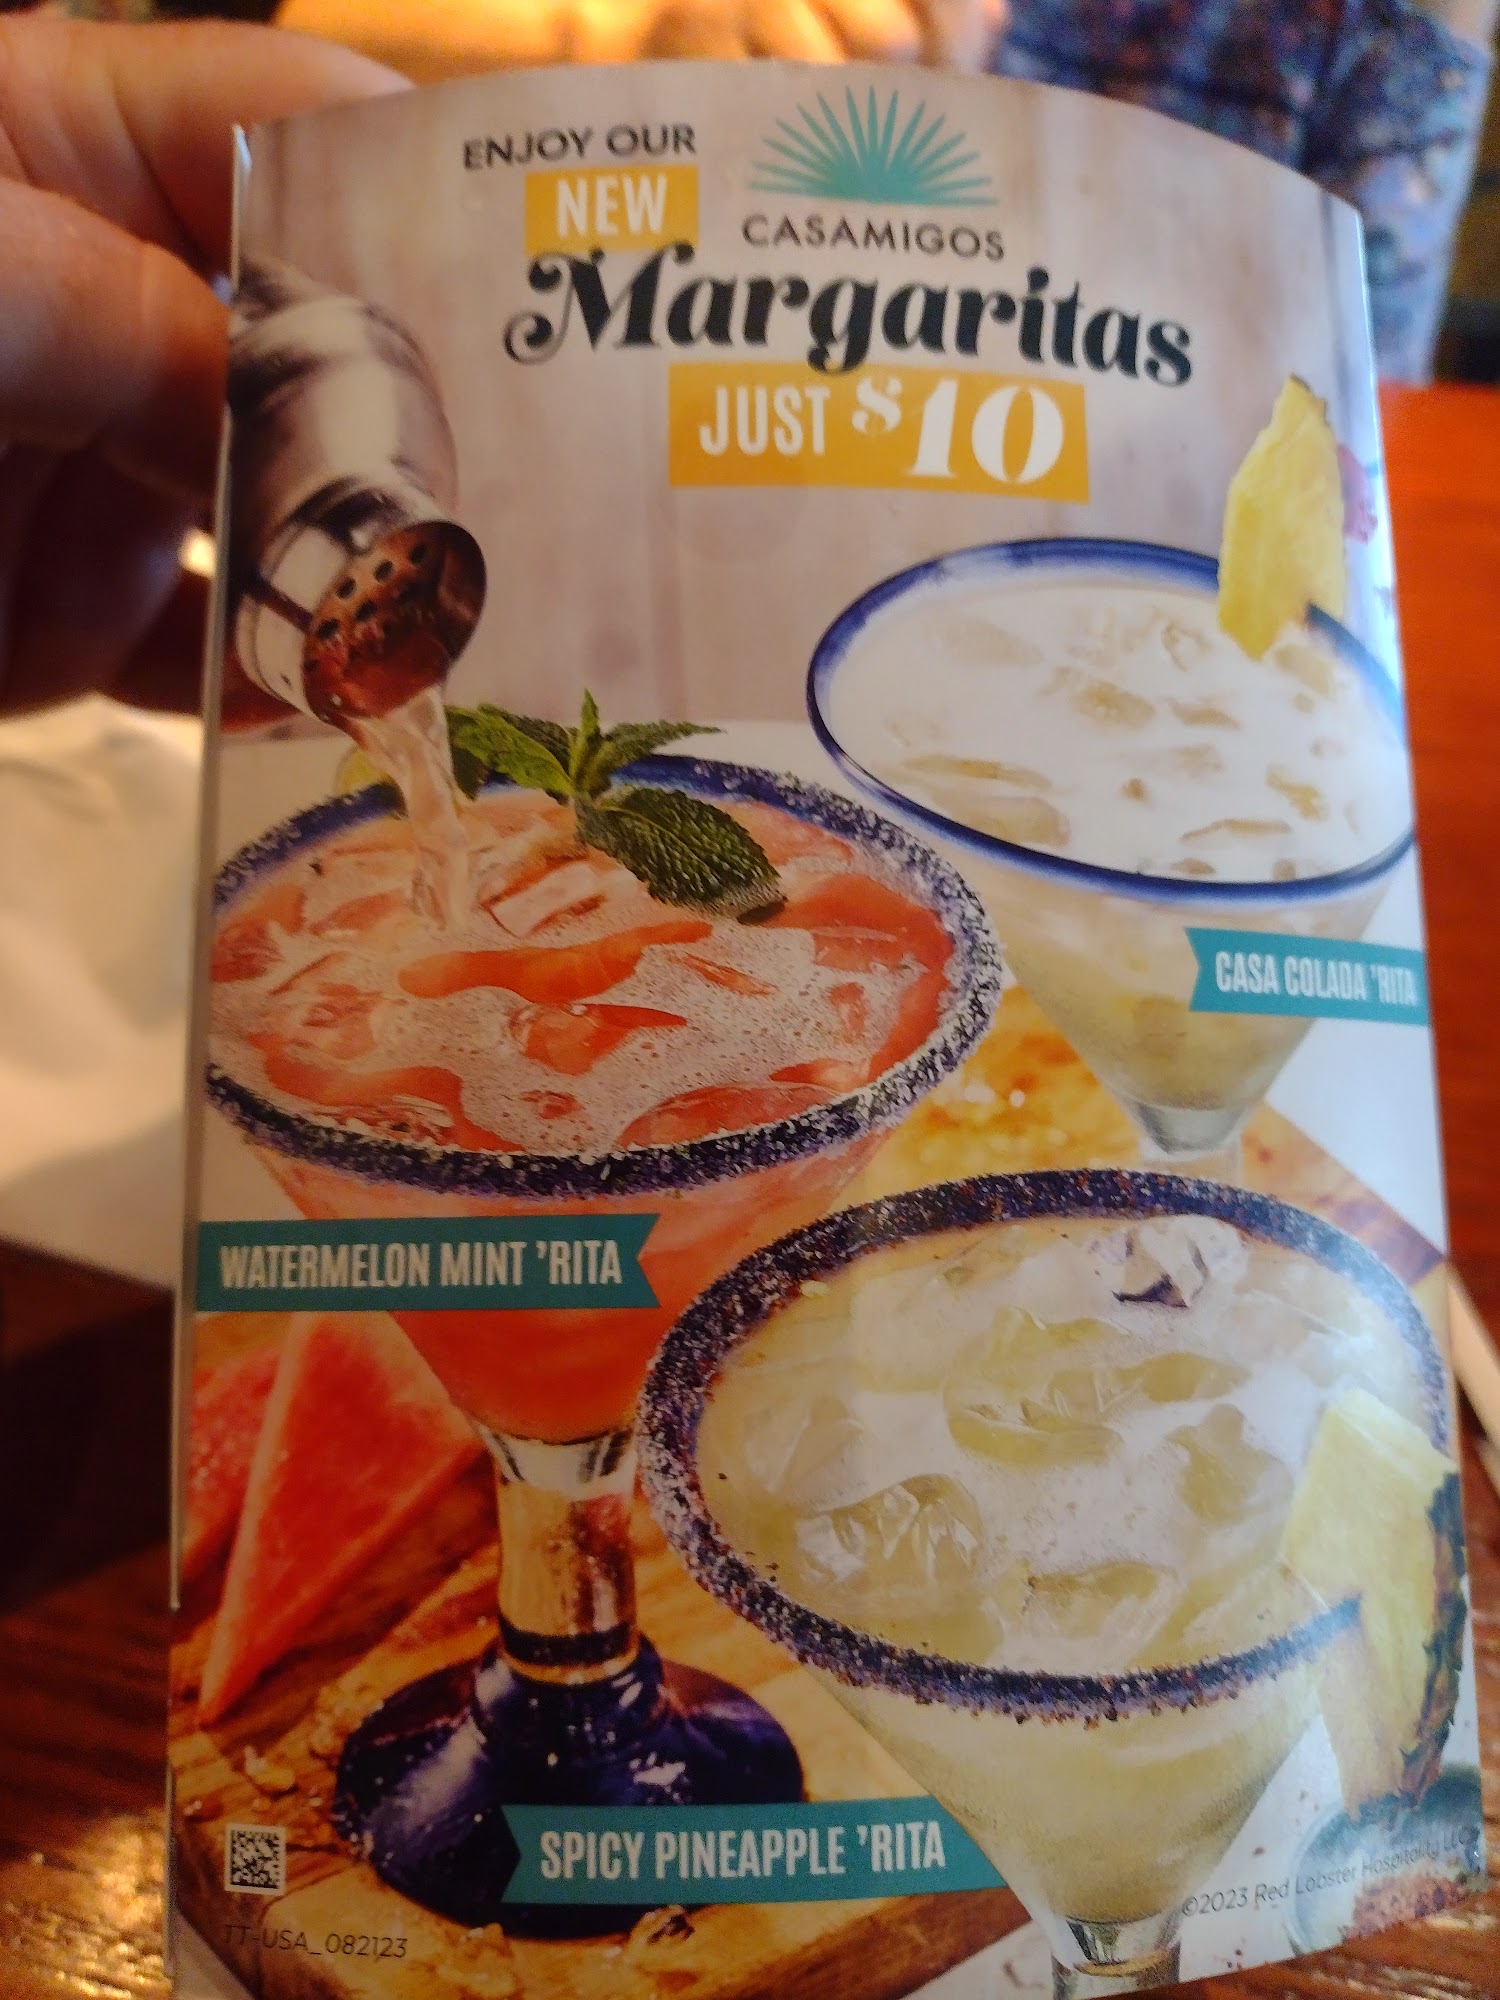 ENJOY OUR
NEW
CASAMIGOS
Margaritas
JUST $10
CASA COLADA 'RITA
WATERMELON MINT 'RITA
SPICY PINEAPPLE 'RITA
©2023 Red Lobster Hospitality LLC
TT-USA_082123